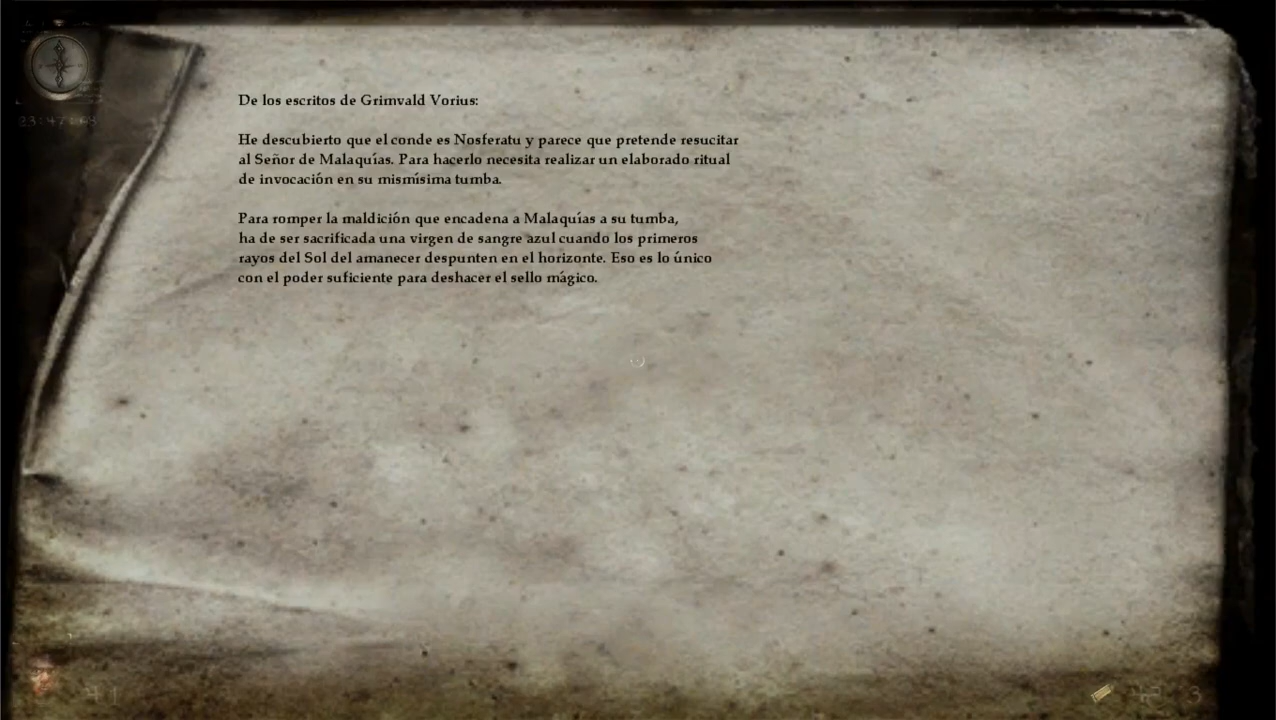 De los escritos de Grimvald Vorius:
He descubierto que el conde es Nosferatu y parece que pretende resucitar
al Señor de Malaquías. Para hacerlo necesita realizar un elaborado ritual
de invocación en su mismísima tumba.
Para romper la maldición que encadena a Malaquías a su tumba,
ha de ser sacrificada una virgen de sangre azul cuando los primeros
rayos del Sol del amanecer despunten en el horizonte. Eso es lo único
con el poder suficiente para deshacer el sello mágico.
3